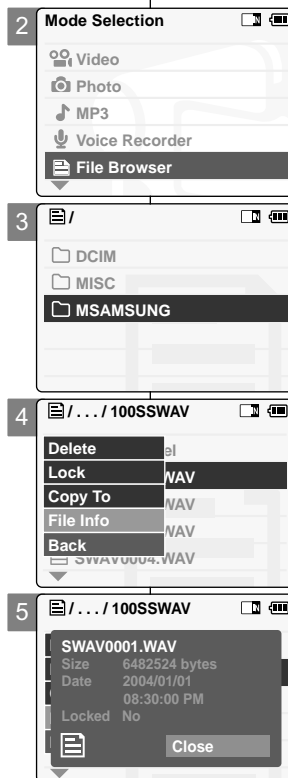 2
Mode Selection
N
Video
Photo
MP3
Voice Recorder
File Browser
3
/
N
DCIM
MISC
MSAMSUNG
4
/ . . . / 100SSWAV
N
Delete
el
Lock
WAV
Copy To
WAV
File Info
WAV
Back
SWAV0004.WAV
5
/ . . . / 100SSWAV
N
SWAV0001.WAV
Size 6482524 bytes
Date 2004/01/01
08:30:00 PM
Locked No
Close